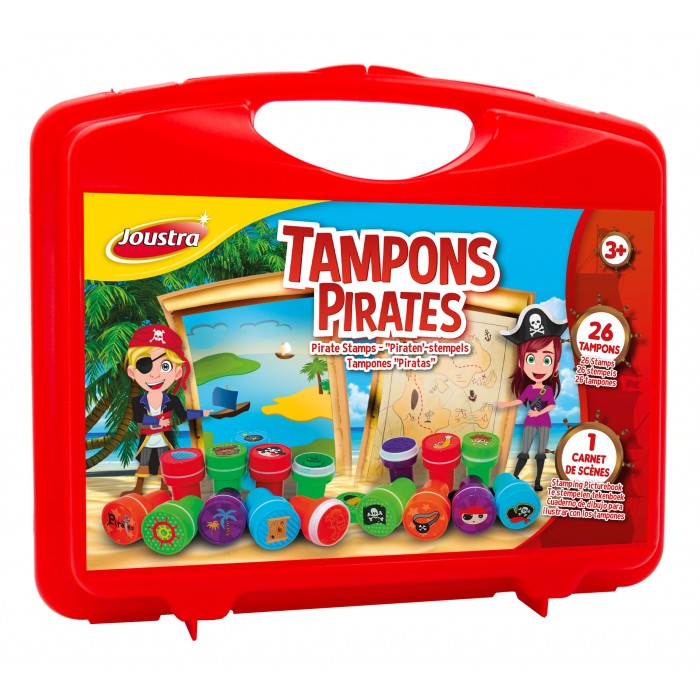 Joustra
TAMPONS
PIRATES
Pirate Stamps - "Piraten'-stempels
Tampones "Piratas"
3+
26
TAMPONS
26 Stamps
26 stempels
26 tampones
1
CARNET
DE SCÈNES
Stamping Picturebook
Te stempelen tekenboek
Cuaderno de dibujo para
ilustrar con los tampones
Pirates